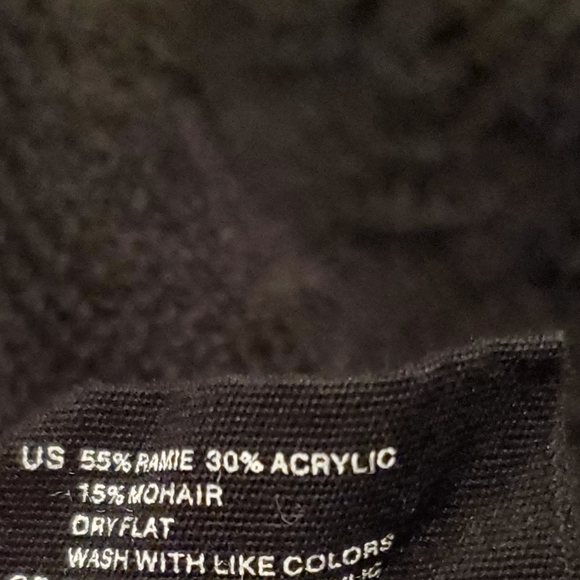 US 55% RAMIE 30% ACRYLIC
15% MOHAIR
DRY FLAT
WASH WITH LIKE COLORS